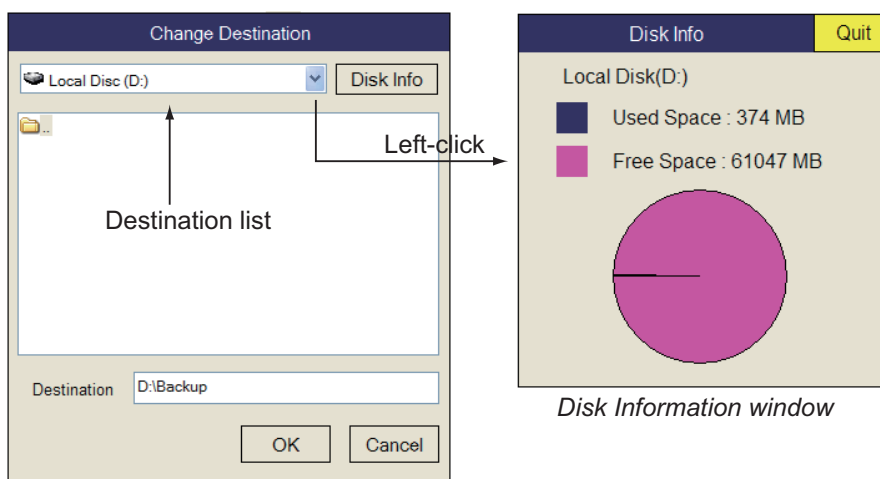 Change Destination
Local Disc (D:)
Disk Info
..
Left-click
Destination list
Destination
D:\Backup
OK
Cancel
Disk Info
Quit
Local Disk(D:)
Used Space : 374 MB
Free Space : 61047 MB
Disk Information window